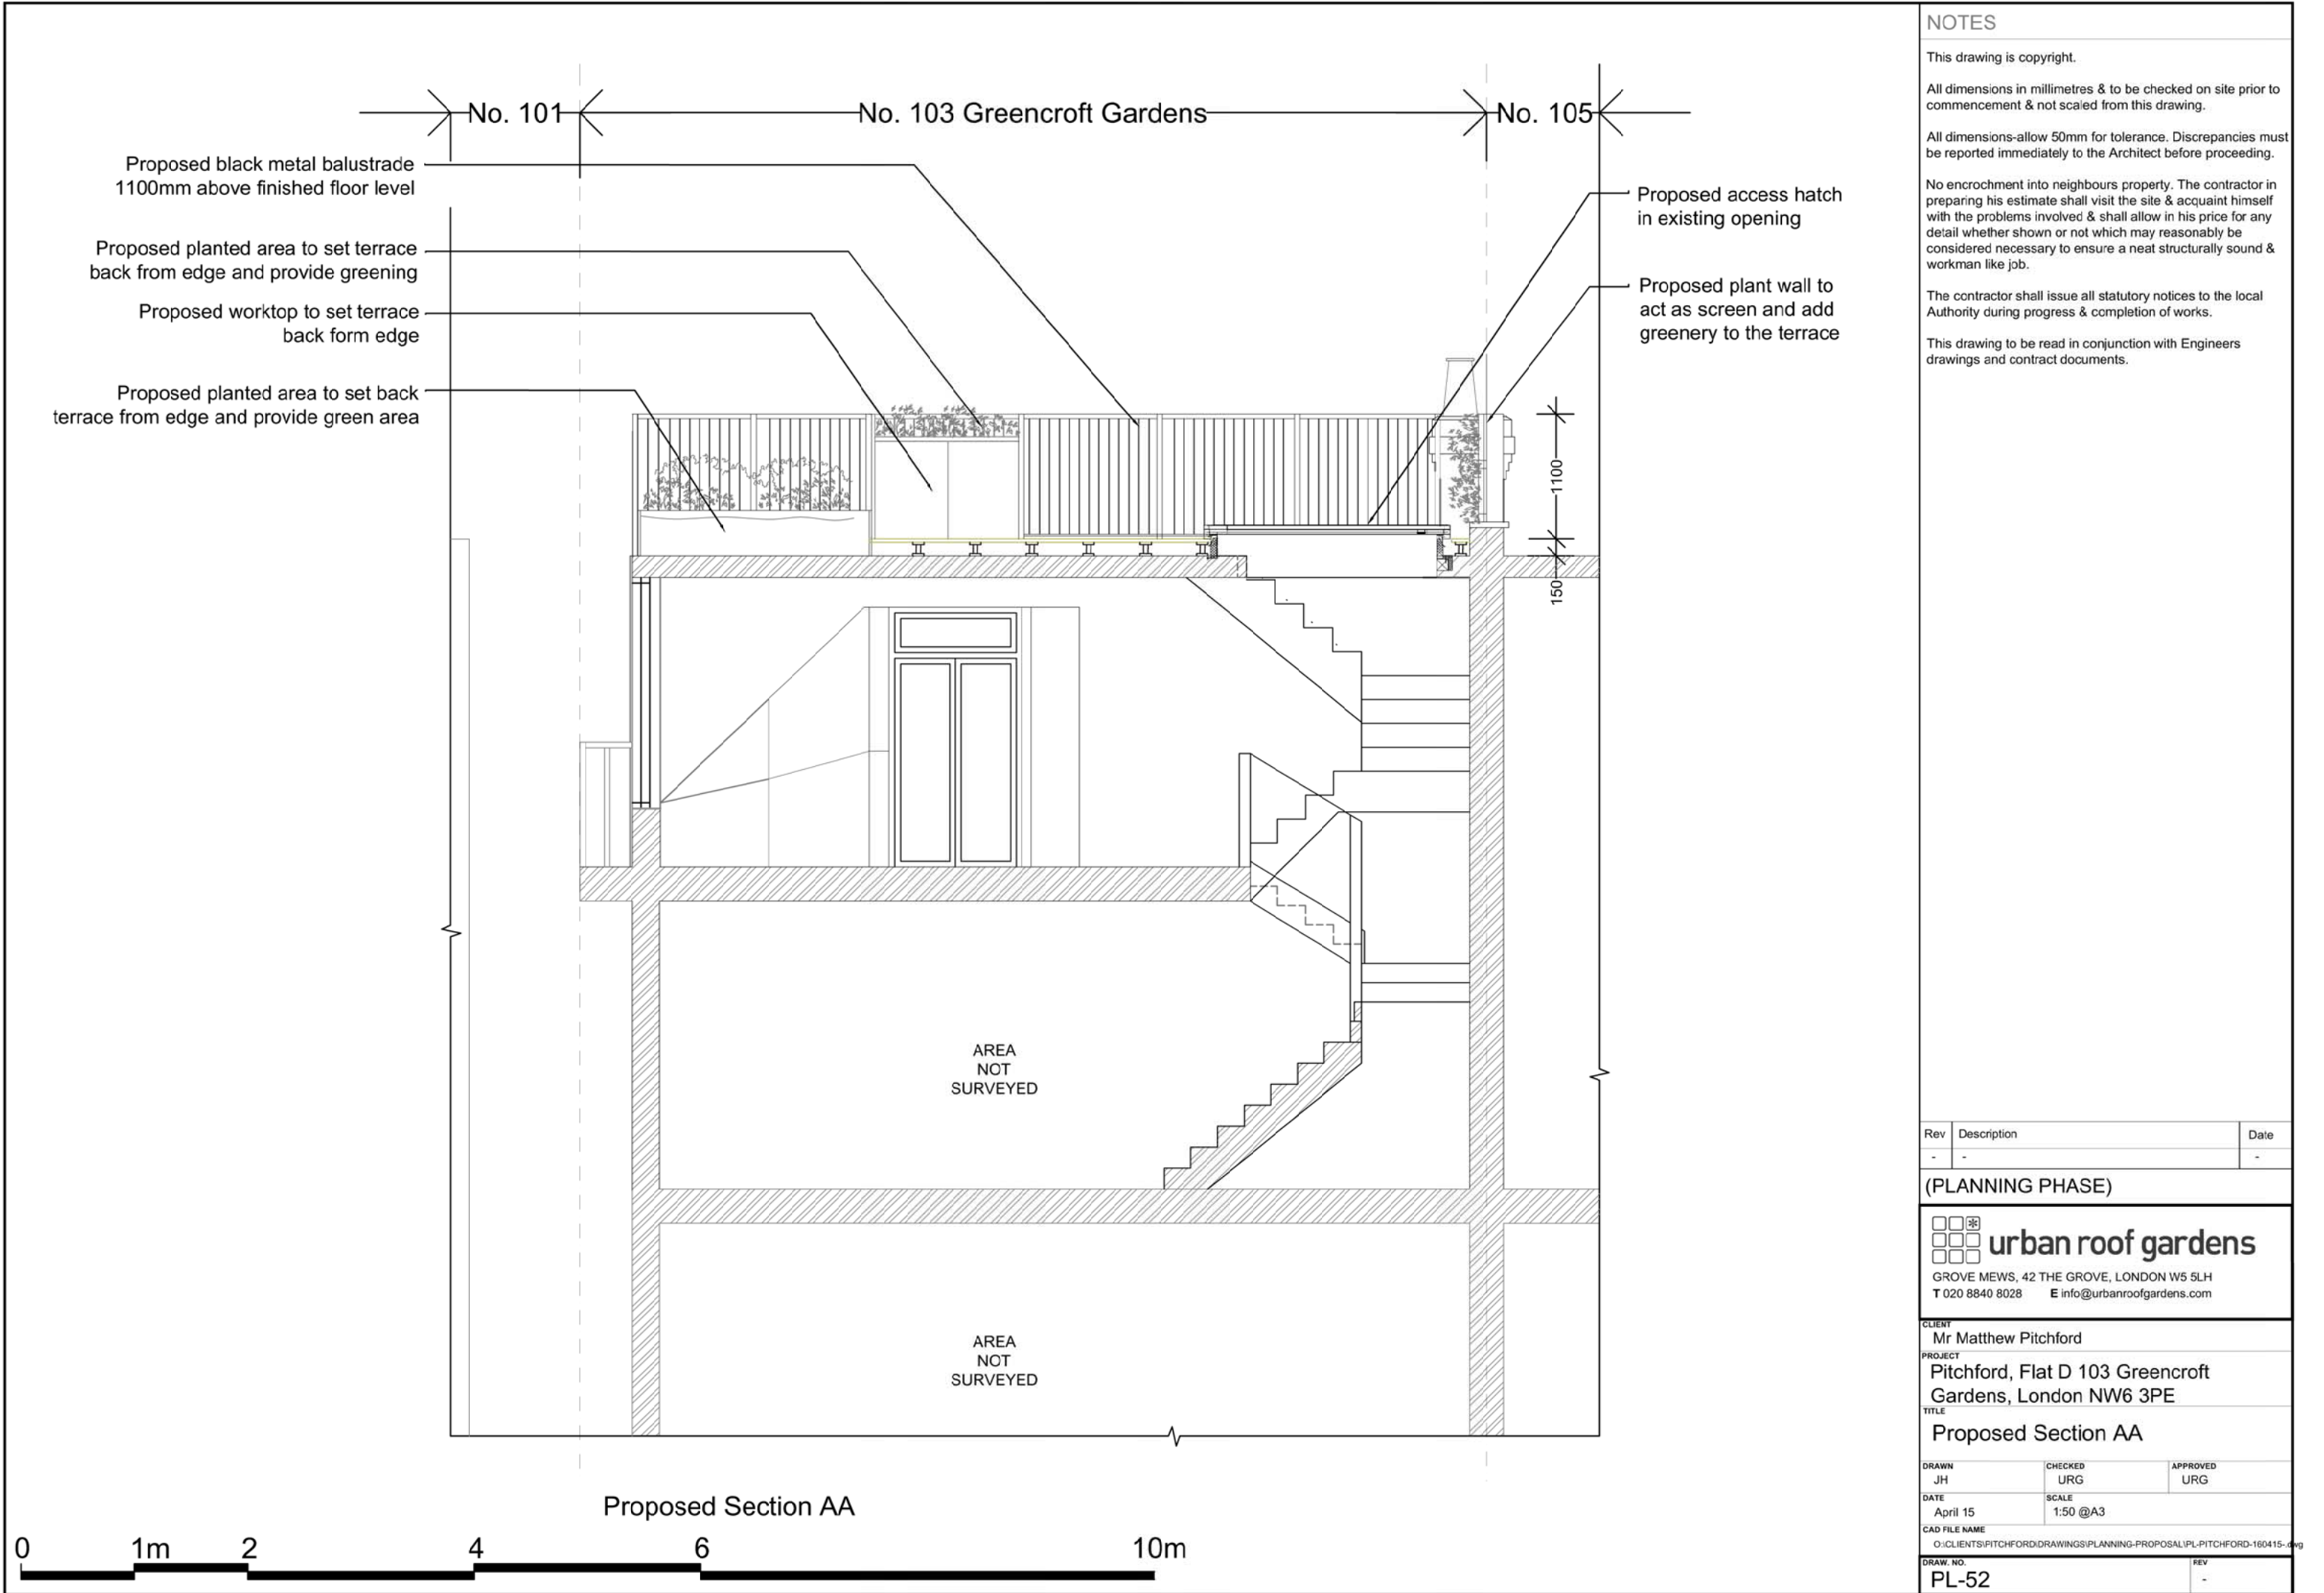 No. 101
No. 103 Greencroft Gardens
No. 105
Proposed black metal balustrade
1100mm above finished floor level
Proposed planted area to set terrace
back from edge and provide greening
Proposed worktop to set terrace
back form edge
Proposed planted area to set back
terrace from edge and provide green area
Proposed access hatch
in existing opening
Proposed plant wall to
act as screen and add
greenery to the terrace
1100
150
AREA
NOT
SURVEYED
AREA
NOT
SURVEYED
Proposed Section AA
0 1m 2 4 6 10m
NOTES
This drawing is copyright.
All dimensions in millimetres & to be checked on site prior to
commencement & not scaled from this drawing.
All dimensions-allow 50mm for tolerance. Discrepancies must
be reported immediately to the Architect before proceeding.
No encrochment into neighbours property. The contractor in
preparing his estimate shall visit the site & acquaint himself
with the problems involved & shall allow in his price for any
detail whether shown or not which may reasonably be
considered necessary to ensure a neat structurally sound &
workman like job.
The contractor shall issue all statutory notices to the local
Authority during progress & completion of works.
This drawing to be read in conjunction with Engineers
drawings and contract documents.
Rev Description Date
- - -
(PLANNING PHASE)
urban roof gardens
GROVE MEWS, 42 THE GROVE, LONDON W5 5LH
T 020 8840 8028 E info@urbanroofgardens.com
CLIENT
Mr Matthew Pitchford
PROJECT
Pitchford, Flat D 103 Greencroft
Gardens, London NW6 3PE
TITLE
Proposed Section AA
DRAWN CHECKED APPROVED
JH URG URG
DATE SCALE
April 15 1:50 @A3
CAD FILE NAME
O:\CLIENTS\PITCHFORD\DRAWINGS\PLANNING-PROPOSAL\PL-PITCHFORD-160415-.dwg
DRAW. NO. REV
PL-52 -